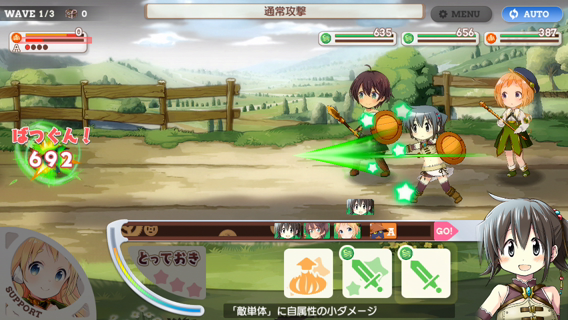 WAVE 1/3 0
通常攻撃
MENU
AUTO
0
A
635
656
387
ばつぐん!
692
GO!
とっておき
SUPPORT
「敵単体」に自属性の小ダメージ